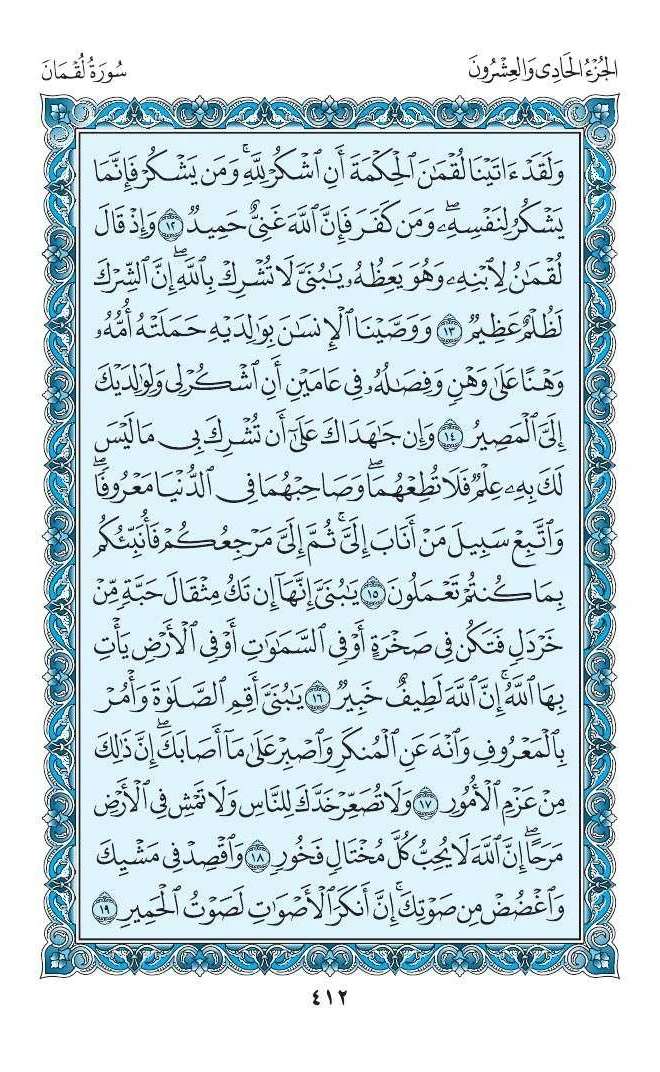 الجُزْءُ الحَادِي وَالعِشْرُونَ
سُورَةُ لُقْمَانَ
وَلَقَدْ ءَاتَيْنَا لُقْمَٰنَ ٱلْحِكْمَةَ أَنِ ٱشْكُرْ لِلَّهِۚ وَمَن يَشْكُرْ فَإِنَّمَا
يَشْكُرُ لِنَفْسِهِۦۖ وَمَن كَفَرَ فَإِنَّ ٱللَّهَ غَنِيٌّ حَمِيدٌ ١٢ وَإِذْ قَالَ
لُقْمَٰنُ لِٱبْنِهِۦ وَهُوَ يَعِظُهُۥ يَٰبُنَيَّ لَا تُشْرِكْ بِٱللَّهِۖ إِنَّ ٱلشِّرْكَ
لَظُلْمٌ عَظِيمٌ ١٣ وَوَصَّيْنَا ٱلْإِنسَٰنَ بِوَٰلِدَيْهِ حَمَلَتْهُ أُمُّهُۥ
وَهْنًا عَلَىٰ وَهْنٍ وَفِصَٰلُهُۥ فِي عَامَيْنِ أَنِ ٱشْكُرْ لِي وَلِوَٰلِدَيْكَ
إِلَيَّ ٱلْمَصِيرُ ١٤ وَإِن جَٰهَدَاكَ عَلَىٰٓ أَن تُشْرِكَ بِي مَا لَيْسَ
لَكَ بِهِۦ عِلْمٌ فَلَا تُطِعْهُمَاۖ وَصَاحِبْهُمَا فِي ٱلدُّنْيَا مَعْرُوفًاۖ
وَٱتَّبِعْ سَبِيلَ مَنْ أَنَابَ إِلَيَّۚ ثُمَّ إِلَيَّ مَرْجِعُكُمْ فَأُنَبِّئُكُم
بِمَا كُنتُمْ تَعْمَلُونَ ١٥ يَٰبُنَيَّ إِنَّهَآ إِن تَكُ مِثْقَالَ حَبَّةٍ مِّنْ
خَرْدَلٍ فَتَكُن فِي صَخْرَةٍ أَوْ فِي ٱلسَّمَٰوَٰتِ أَوْ فِي ٱلْأَرْضِ يَأْتِ
بِهَا ٱللَّهُۚ إِنَّ ٱللَّهَ لَطِيفٌ خَبِيرٌ ١٦ يَٰبُنَيَّ أَقِمِ ٱلصَّلَوٰةَ وَأْمُرْ
بِٱلْمَعْرُوفِ وَٱنْهَ عَنِ ٱلْمُنكَرِ وَٱصْبِرْ عَلَىٰ مَآ أَصَابَكَۖ إِنَّ ذَٰلِكَ
مِنْ عَزْمِ ٱلْأُمُورِ ١٧ وَلَا تُصَعِّرْ خَدَّكَ لِلنَّاسِ وَلَا تَمْشِ فِي ٱلْأَرْضِ
مَرَحًاۖ إِنَّ ٱللَّهَ لَا يُحِبُّ كُلَّ مُخْتَالٍ فَخُورٍ ١٨ وَٱقْصِدْ فِي مَشْيِكَ
وَٱغْضُضْ مِن صَوْتِكَۚ إِنَّ أَنكَرَ ٱلْأَصْوَٰتِ لَصَوْتُ ٱلْحَمِيرِ ١٩
٤١٢